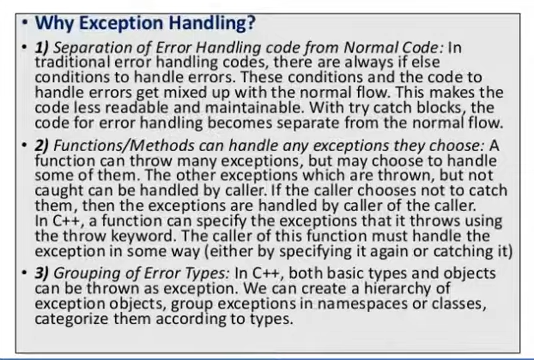 • Why Exception Handling?
• 1) Separation of Error Handling code from Normal Code: In
traditional error handling codes, there are always if else
conditions to handle errors. These conditions and the code to
handle errors get mixed up with the normal flow. This makes the
code less readable and maintainable. With try catch blocks, the
code for error handling becomes separate from the normal flow.
• 2) Functions/Methods can handle any exceptions they choose: A
function can throw many exceptions, but may choose to handle
some of them. The other exceptions which are thrown, but not
caught can be handled by caller. If the caller chooses not to catch
them, then the exceptions are handled by caller of the caller.
In C++, a function can specify the exceptions that it throws using
the throw keyword. The caller of this function must handle the
exception in some way (either by specifying it again or catching it)
• 3) Grouping of Error Types: In C++, both basic types and objects
can be thrown as exception. We can create a hierarchy of
exception objects, group exceptions in namespaces or classes,
categorize them according to types.